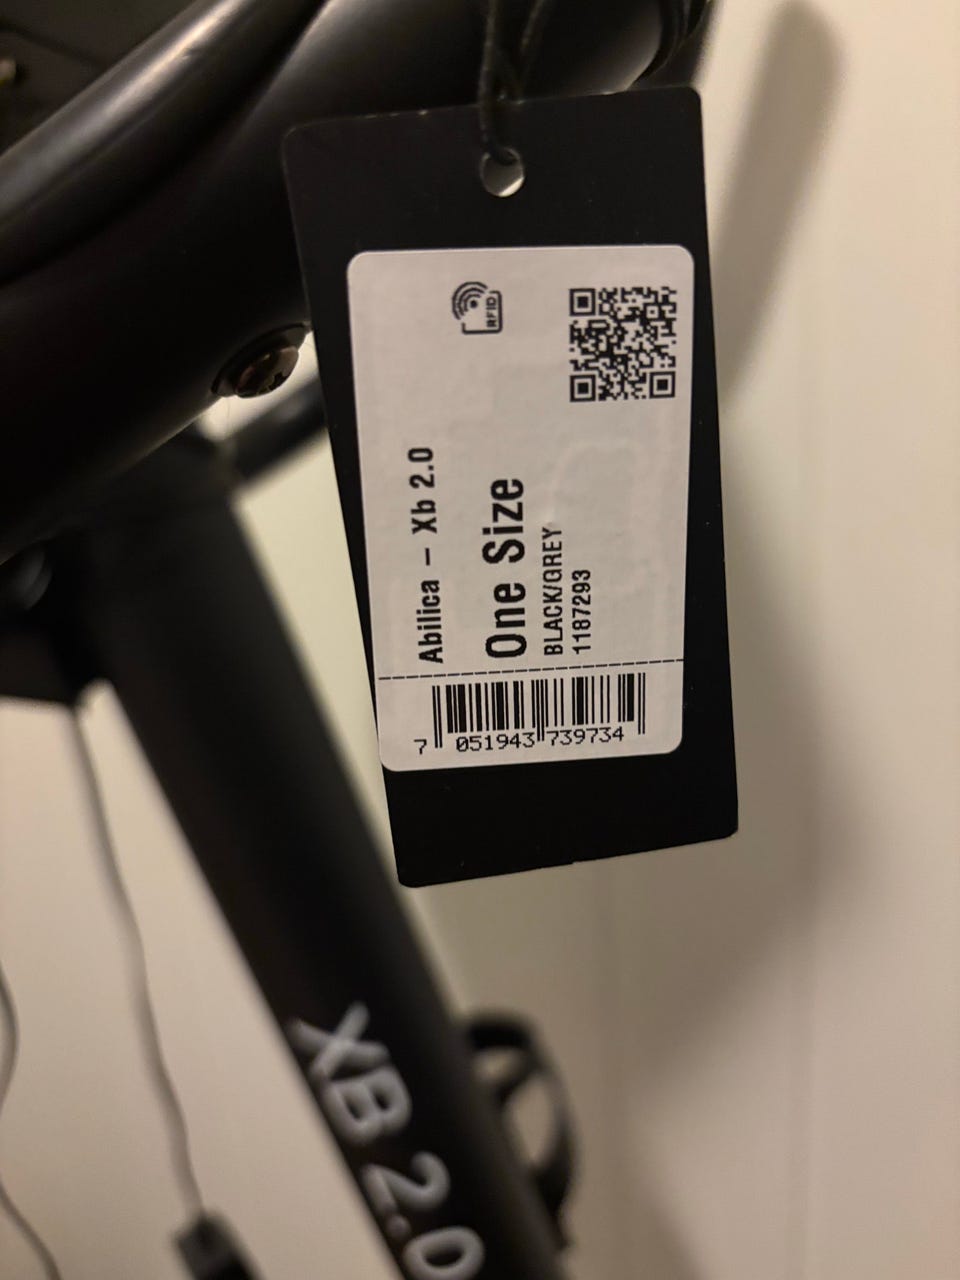 RFID
Abilica – Xb 2.0
One Size
BLACK/GREY
1187293
7 051943 739734
XB 2.0